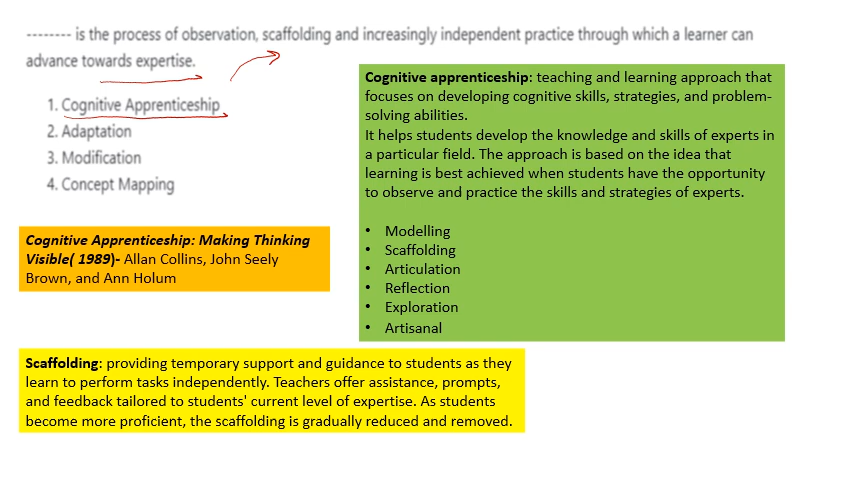 -------- is the process of observation, scaffolding and increasingly independent practice through which a learner can
advance towards expertise.
1. Cognitive Apprenticeship
2. Adaptation
3. Modification
4. Concept Mapping
Cognitive Apprenticeship: Making Thinking
Visible( 1989)- Allan Collins, John Seely
Brown, and Ann Holum
Cognitive apprenticeship: teaching and learning approach that
focuses on developing cognitive skills, strategies, and problem-
solving abilities.
It helps students develop the knowledge and skills of experts in
a particular field. The approach is based on the idea that
learning is best achieved when students have the opportunity
to observe and practice the skills and strategies of experts.
• Modelling
• Scaffolding
• Articulation
• Reflection
• Exploration
• Artisanal
Scaffolding: providing temporary support and guidance to students as they
learn to perform tasks independently. Teachers offer assistance, prompts,
and feedback tailored to students' current level of expertise. As students
become more proficient, the scaffolding is gradually reduced and removed.